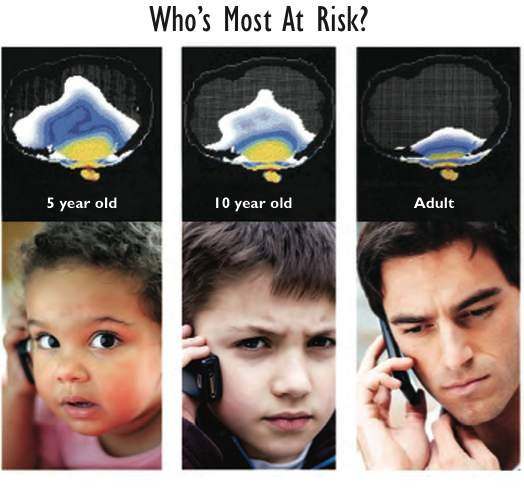 Who's Most At Risk?
5 year old
10 year old
Adult